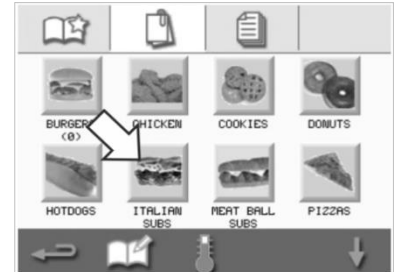 BURGERS CHICKEN COOKIES DONUTS
(0)
HOTDOGS ITALIAN MEAT BALL PIZZAS
SUBS SUBS